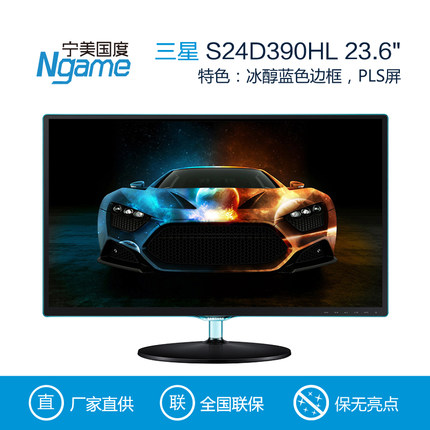 宁美国度
Ngame
三星 S24D390HL 23.6"
特色：冰醇蓝色边框，PLS屏
直 厂家直供 联 全国联保 保无亮点